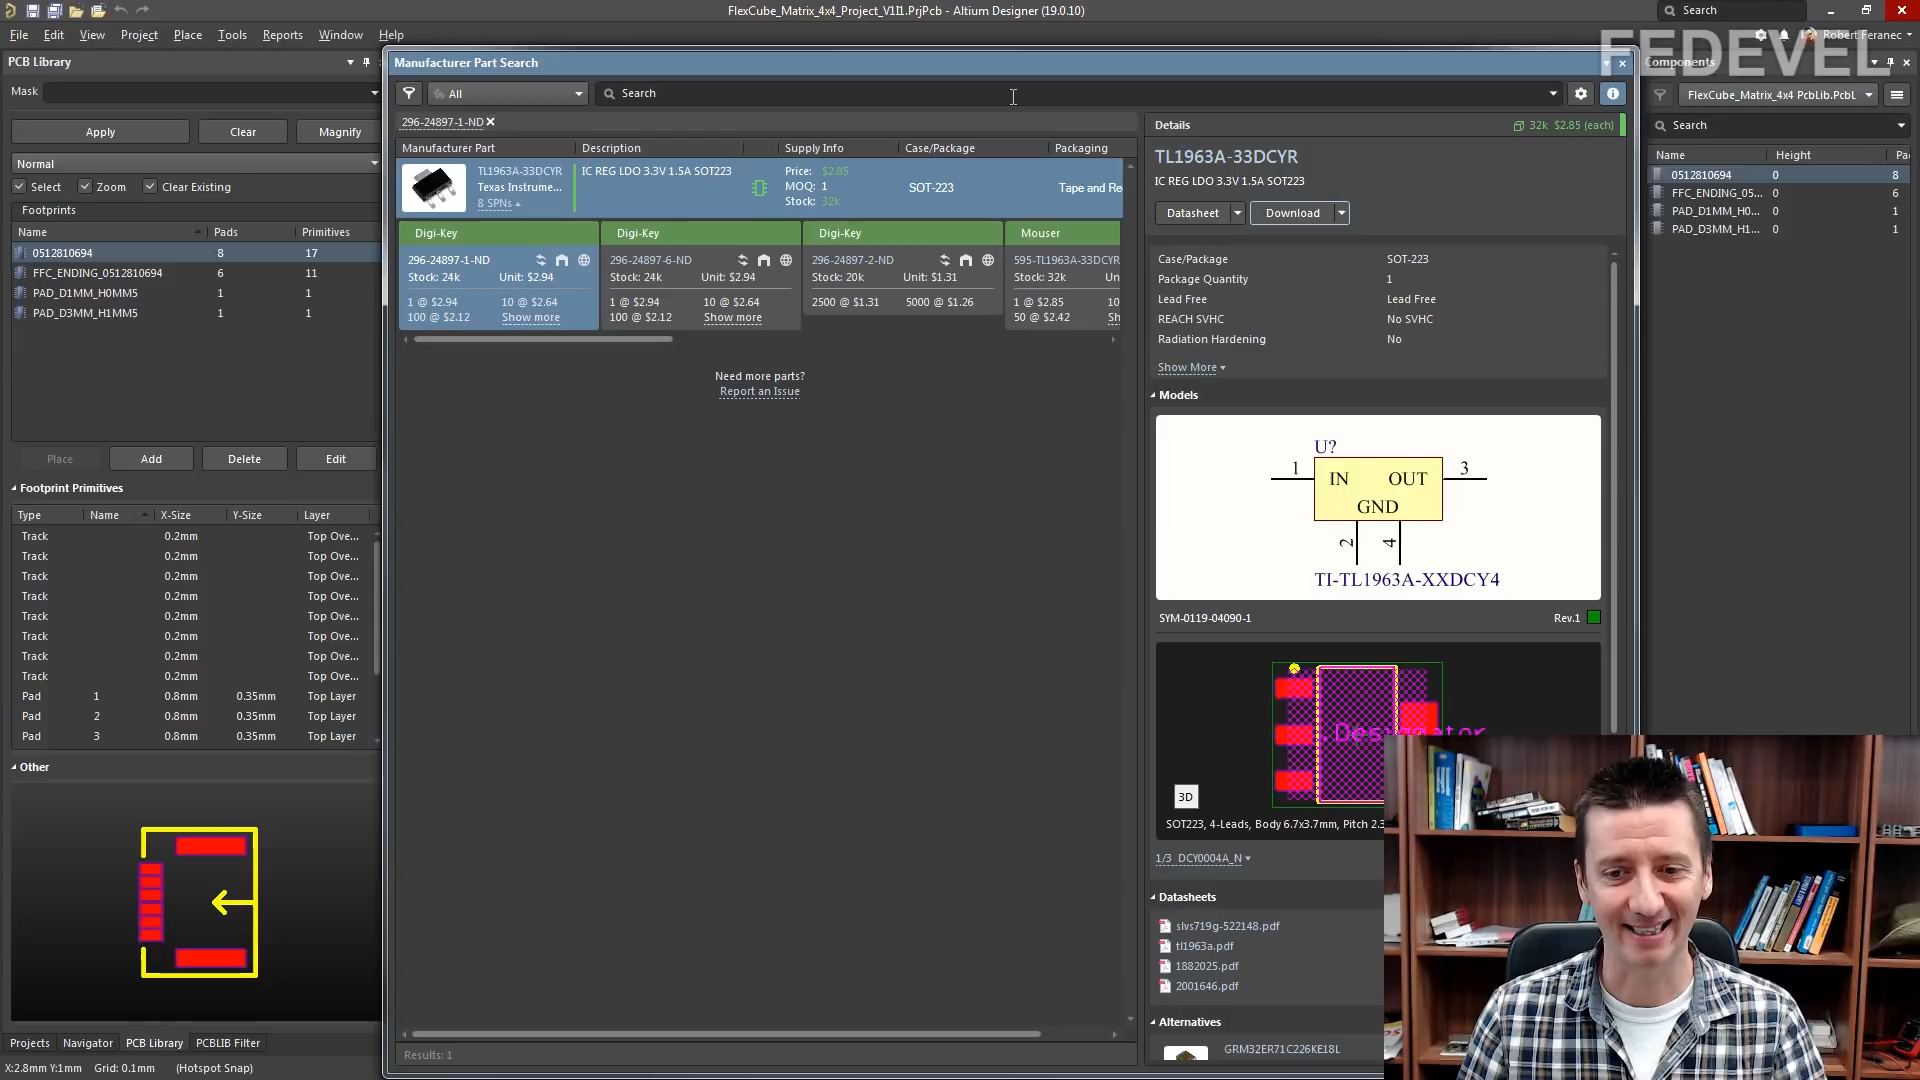 FlexCube_Matrix_4x4_Project_V1I1.PrjPcb - Altium Designer (19.0.10)
Search
File Edit View Project Place Tools Reports Window Help
Robert Feranec
FEDEVEL
PCB Library
Mask
Apply Clear Magnify
Normal
Select Zoom Clear Existing
Footprints
Name Pads Primitives
0512810694 8 17
FFC_ENDING_0512810694 6 11
PAD_D1MM_H0MM5 1 1
PAD_D3MM_H1MM5 1 1
Place Add Delete Edit
Footprint Primitives
Type Name X-Size Y-Size Layer
Track 0.2mm Top Ove...
Track 0.2mm Top Ove...
Track 0.2mm Top Ove...
Track 0.2mm Top Ove...
Track 0.2mm Top Ove...
Track 0.2mm Top Ove...
Track 0.2mm Top Ove...
Track 0.2mm Top Ove...
Pad 1 0.8mm 0.35mm Top Layer
Pad 2 0.8mm 0.35mm Top Layer
Pad 3 0.8mm 0.35mm Top Layer
Other
Projects Navigator PCB Library PCBLIB Filter
X:2.8mm Y:1mm Grid: 0.1mm (Hotspot Snap)
Manufacturer Part Search
All
Search
296-24897-1-ND
Manufacturer Part Description Supply Info Case/Package Packaging
TL1963A-33DCYR
Texas Instrume...
8 SPNs
IC REG LDO 3.3V 1.5A SOT223
Price: $2.85
MOQ: 1
Stock: 32k
SOT-223
Tape and Re
Digi-Key
296-24897-1-ND
Stock: 24k Unit: $2.94
1 @ $2.94 10 @ $2.64
100 @ $2.12 Show more
Digi-Key
296-24897-6-ND
Stock: 24k Unit: $2.94
1 @ $2.94 10 @ $2.64
100 @ $2.12 Show more
Digi-Key
296-24897-2-ND
Stock: 20k Unit: $1.31
2500 @ $1.31 5000 @ $1.26
Mouser
595-TL1963A-33DCYR
Stock: 32k Un
1 @ $2.85 10
50 @ $2.42 Sh
Need more parts?
Report an Issue
Results: 1
Details
32k $2.85 (each)
TL1963A-33DCYR
IC REG LDO 3.3V 1.5A SOT223
Datasheet Download
Case/Package SOT-223
Package Quantity 1
Lead Free Lead Free
REACH SVHC No SVHC
Radiation Hardening No
Show More
Models
U?
1 IN OUT 3
GND
2 4
TI-TL1963A-XXDCY4
SYM-0119-04090-1 Rev.1
.Designator
3D
SOT223, 4-Leads, Body 6.7x3.7mm, Pitch 2.3
1/3 DCY0004A_N
Datasheets
slvs719g-522148.pdf
tl1963a.pdf
1882025.pdf
2001646.pdf
Alternatives
GRM32ER71C226KE18L
Components
FlexCube_Matrix_4x4 PcbLib.PcbL
Search
Name Height Pa
0512810694 0 8
FFC_ENDING_05... 0 6
PAD_D1MM_H0... 0 1
PAD_D3MM_H1... 0 1